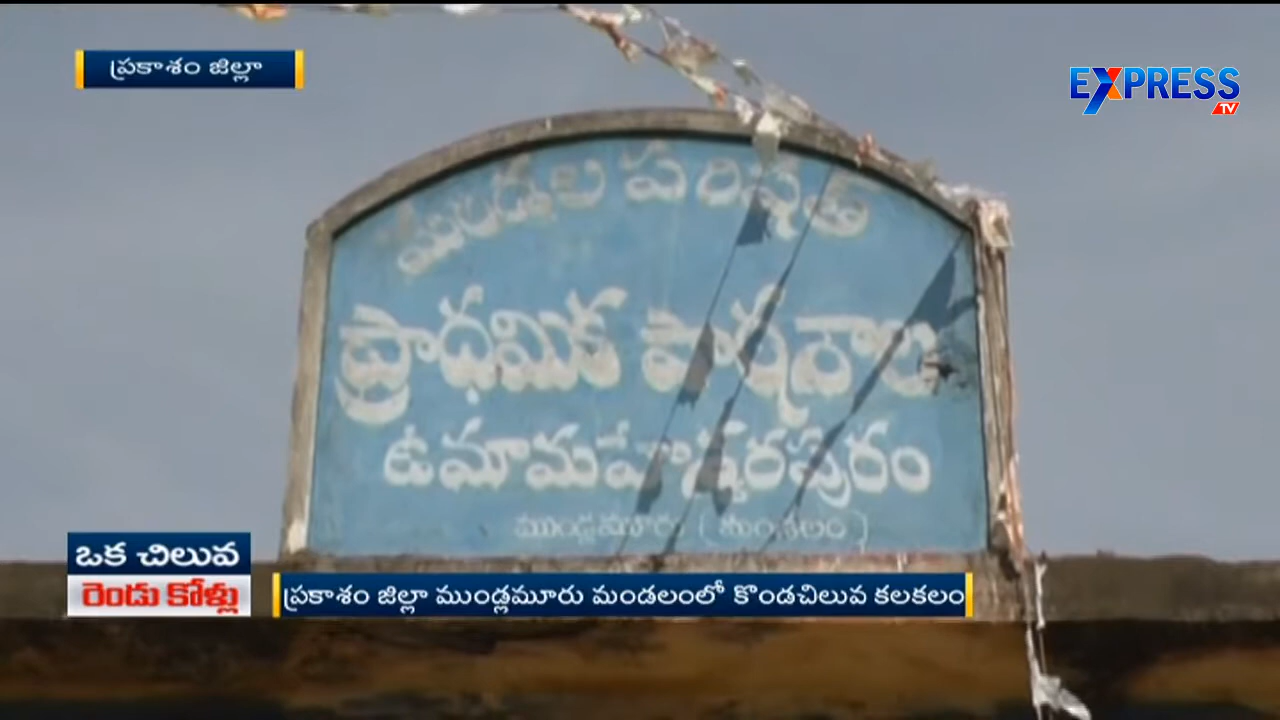 ప్రకాశం జిల్లా
EXPRESS
TV
మండల పరిషత్
ప్రాథమిక పాఠశాల
ఉమామహేశ్వరపురం
ముండ్లమూరు (మండలం)
ఒక చిలువ
రెండు కోళ్లు
ప్రకాశం జిల్లా ముండ్లమూరు మండలంలో కొండచిలువ కలకలం